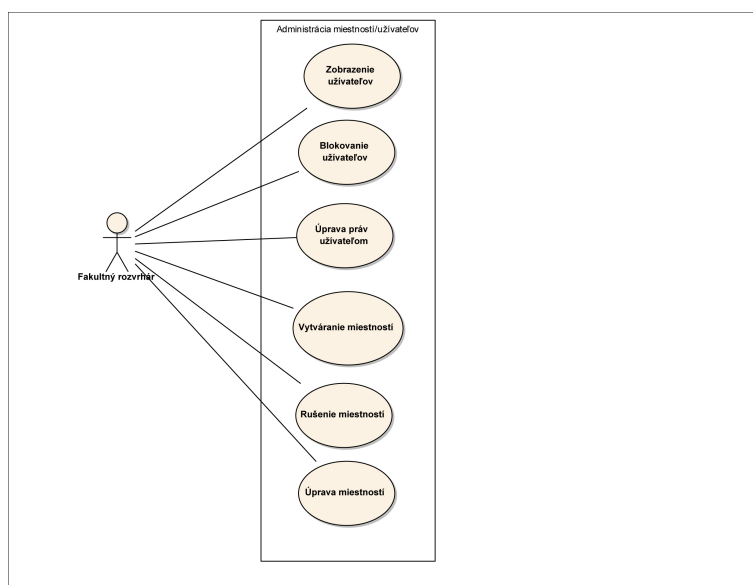 Administrácia miestností/užívateľov
Zobrazenie
užívateľov
Blokovanie
užívateľov
Úprava práv
užívateľom
Fakultný rozvrhár
Vytváranie miestností
Rušenie miestností
Úprava miestností